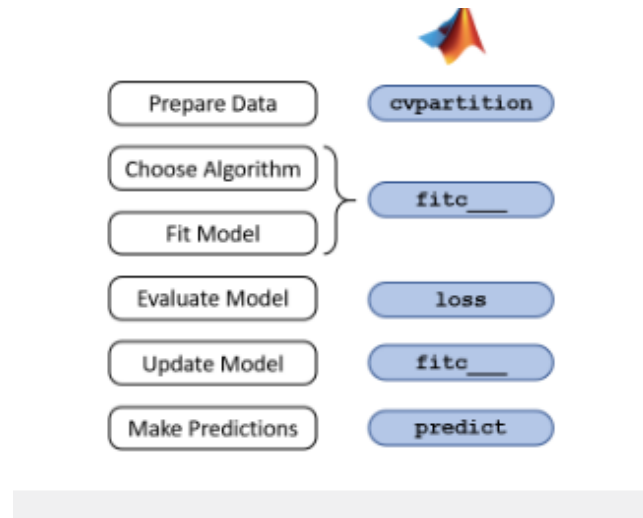 Prepare Data cvpartition
Choose Algorithm
fitc___
Fit Model
Evaluate Model loss
Update Model fitc___
Make Predictions predict